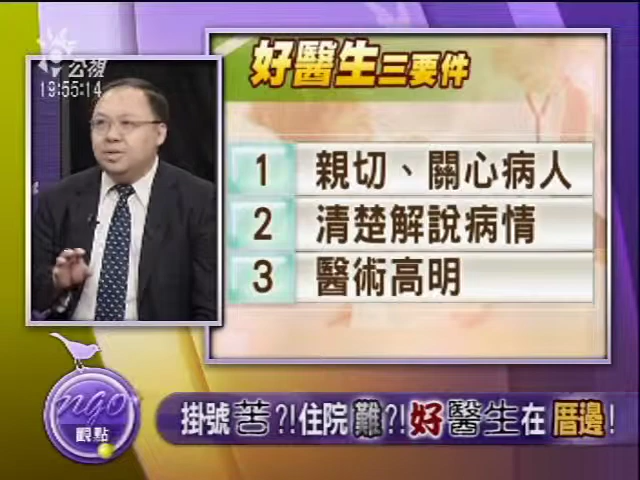 公視
19:55:14
好醫生三要件
1 親切、關心病人
2 清楚解說病情
3 醫術高明
ngo
觀點
掛號苦?!住院難?!好醫生在厝邊!